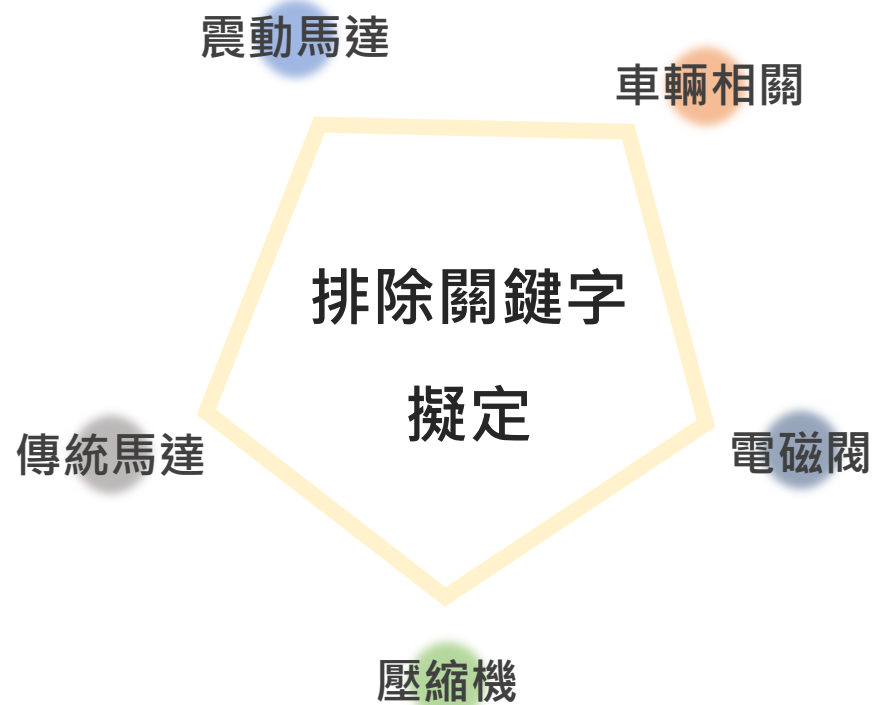 震動馬達
車輛相關
排除關鍵字
擬定
傳統馬達
電磁閥
壓縮機